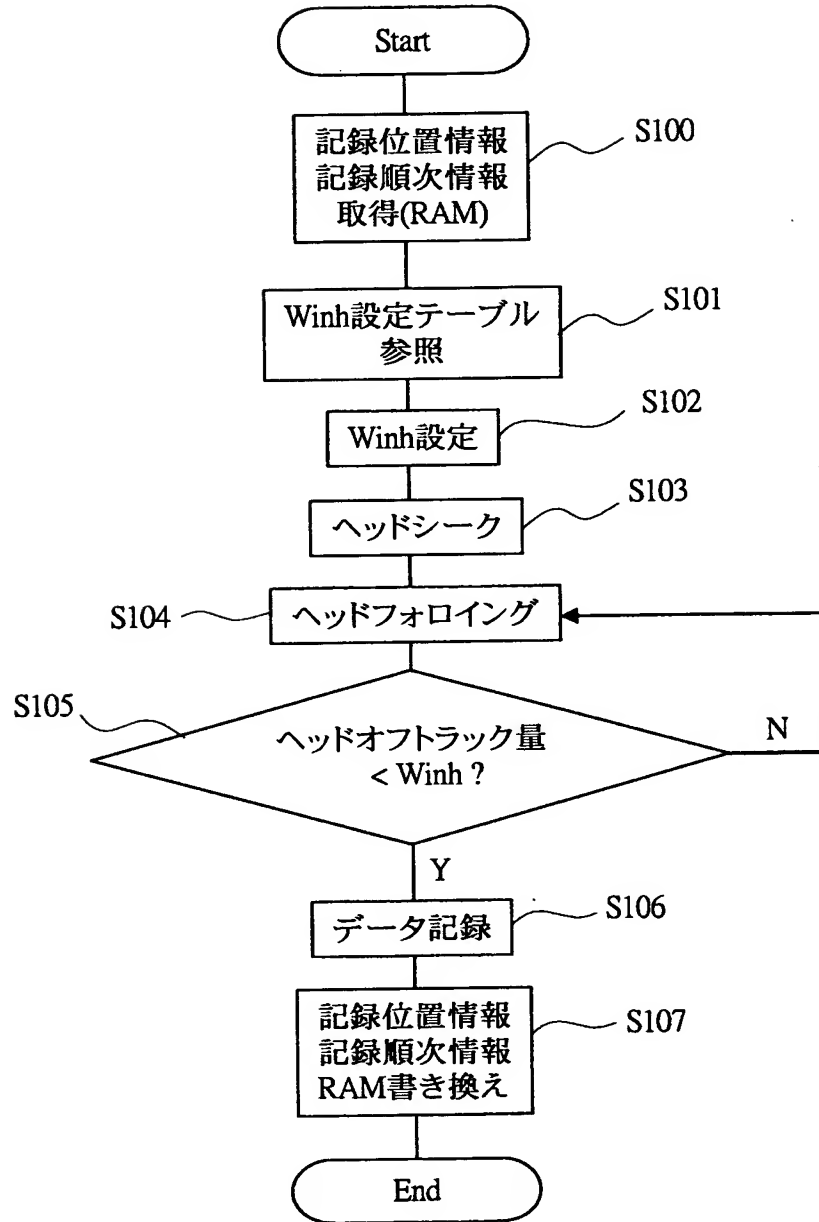 Start
記録位置情報
記録順次情報
取得(RAM)
S100
Winh設定テーブル
参照
S101
Winh設定
S102
ヘッドシーク
S103
S104
ヘッドフォロイング
S105
ヘッドオフトラック量
< Winh ?
N
Y
データ記録
S106
記録位置情報
記録順次情報
RAM書き換え
S107
End